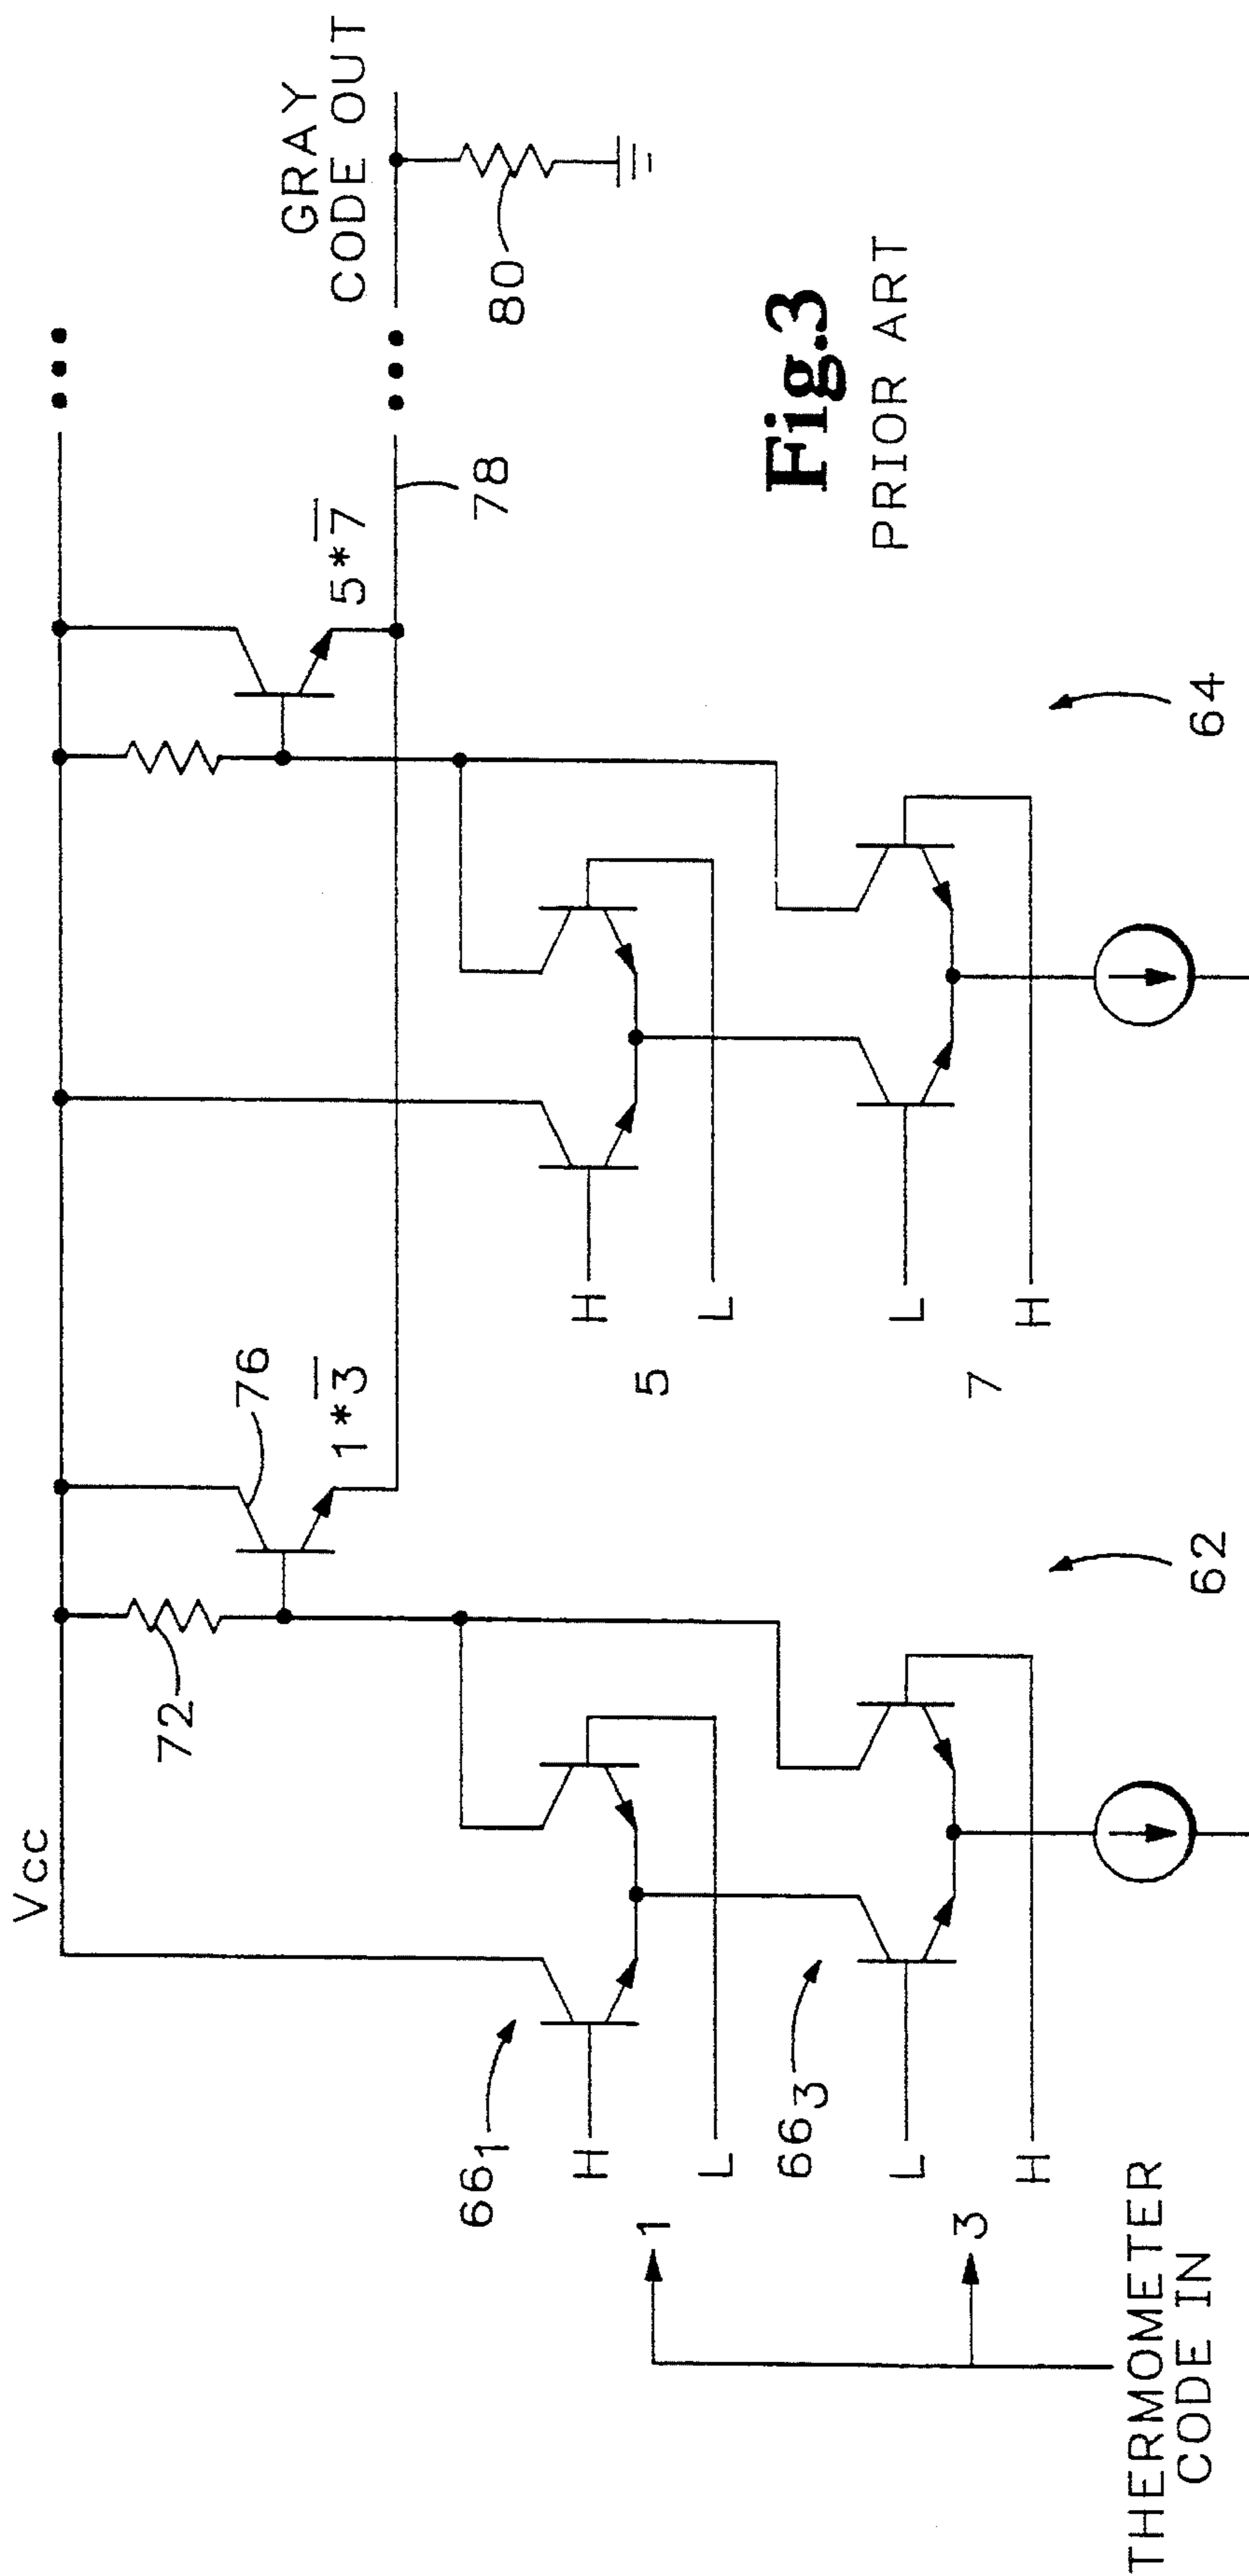 Vcc
72
76
1*3̅
5*7̅
78
GRAY
CODE OUT
80
66₁
H
L
1
66₃
L
H
3
62
H
L
5
L
H
7
64
THERMOMETER
CODE IN
Fig.3
PRIOR ART